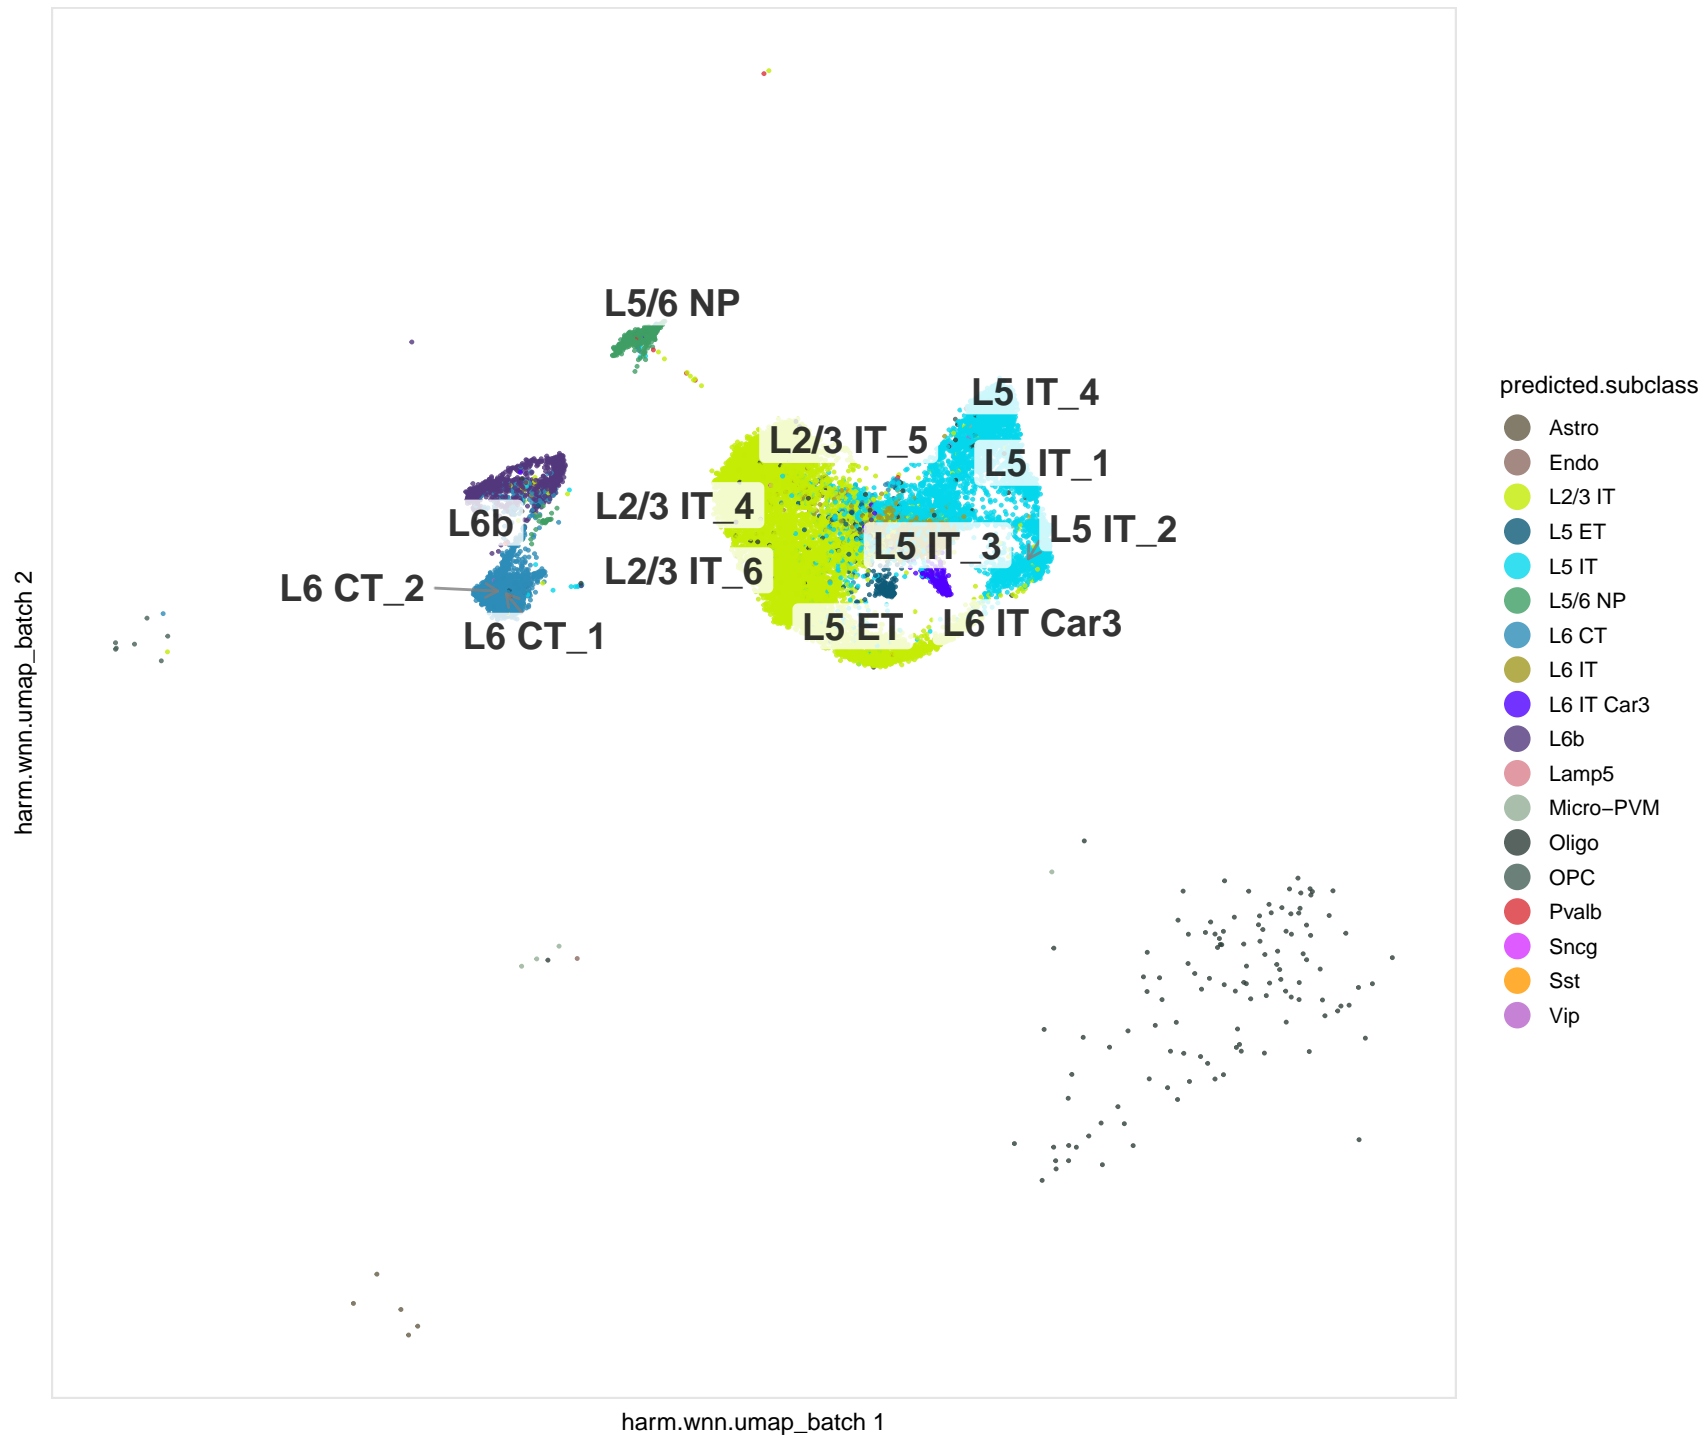 L5/6 NP
L5 IT_4
L2/3 IT_5
L5 IT_1
L2/3 IT_4
L6b
L5 IT_2
L5 IT_3
L2/3 IT_6
L6 CT_2
L5 ET
L6 IT Car3
L6 CT_1
harm.wnn.umap_batch 2
harm.wnn.umap_batch 1
predicted.subclass
Astro
Endo
L2/3 IT
L5 ET
L5 IT
L5/6 NP
L6 CT
L6 IT
L6 IT Car3
L6b
Lamp5
Micro−PVM
Oligo
OPC
Pvalb
Sncg
Sst
Vip